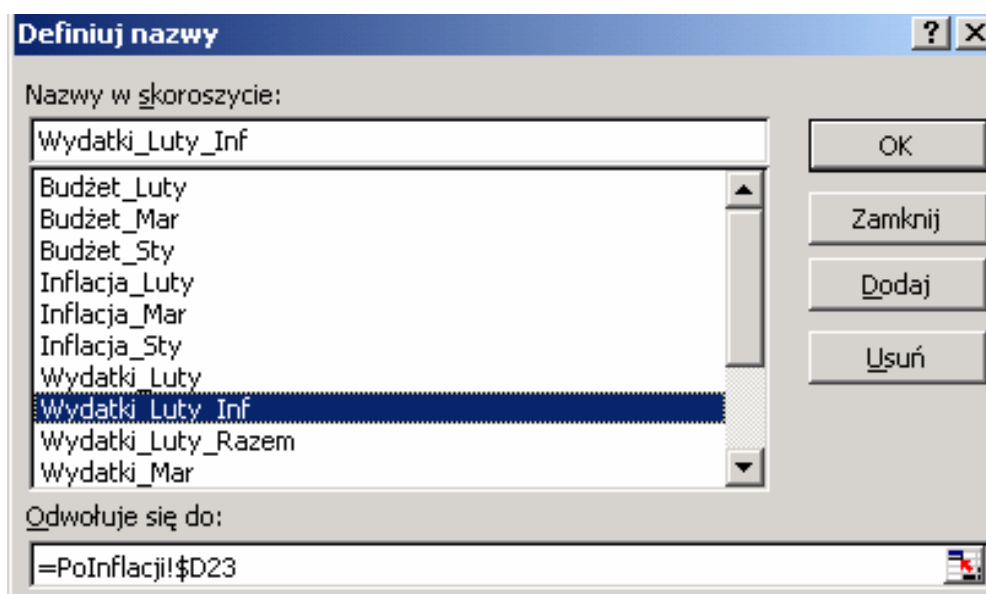 Definiuj nazwy
Nazwy w skoroszycie:
Wydatki_Luty_Inf
OK
Budżet_Luty
Budżet_Mar
Zamknij
Budżet_Sty
Inflacja_Luty
Dodaj
Inflacja_Mar
Inflacja_Sty
Usuń
Wydatki_Luty
Wydatki_Luty_Inf
Wydatki_Luty_Razem
Wydatki_Mar
Odwołuje się do:
=PoInflacji!$D23